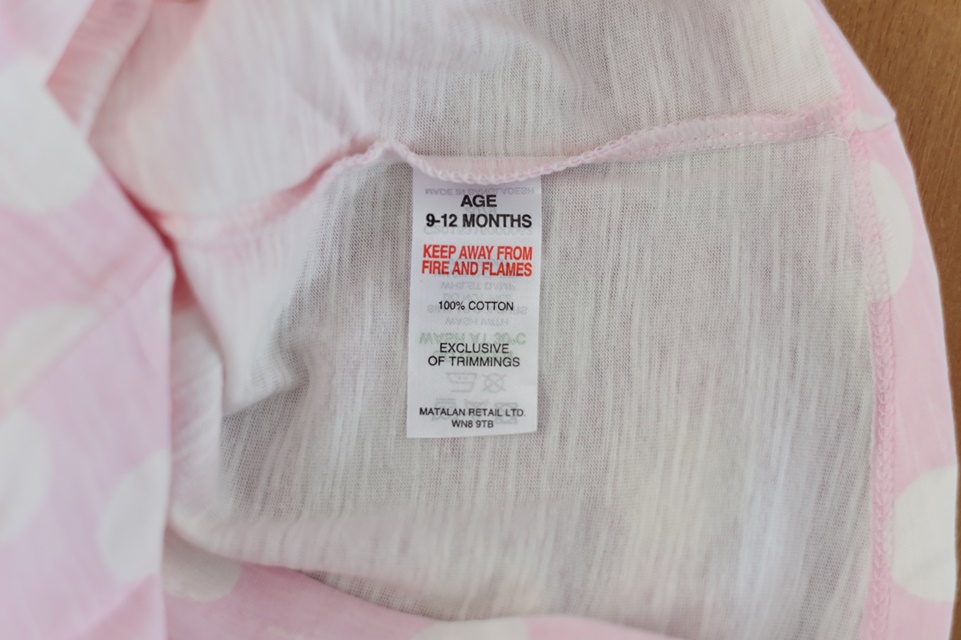 AGE
9-12 MONTHS
KEEP AWAY FROM
FIRE AND FLAMES
100% COTTON
EXCLUSIVE
OF TRIMMINGS
MATALAN RETAIL LTD.
WN8 9TB